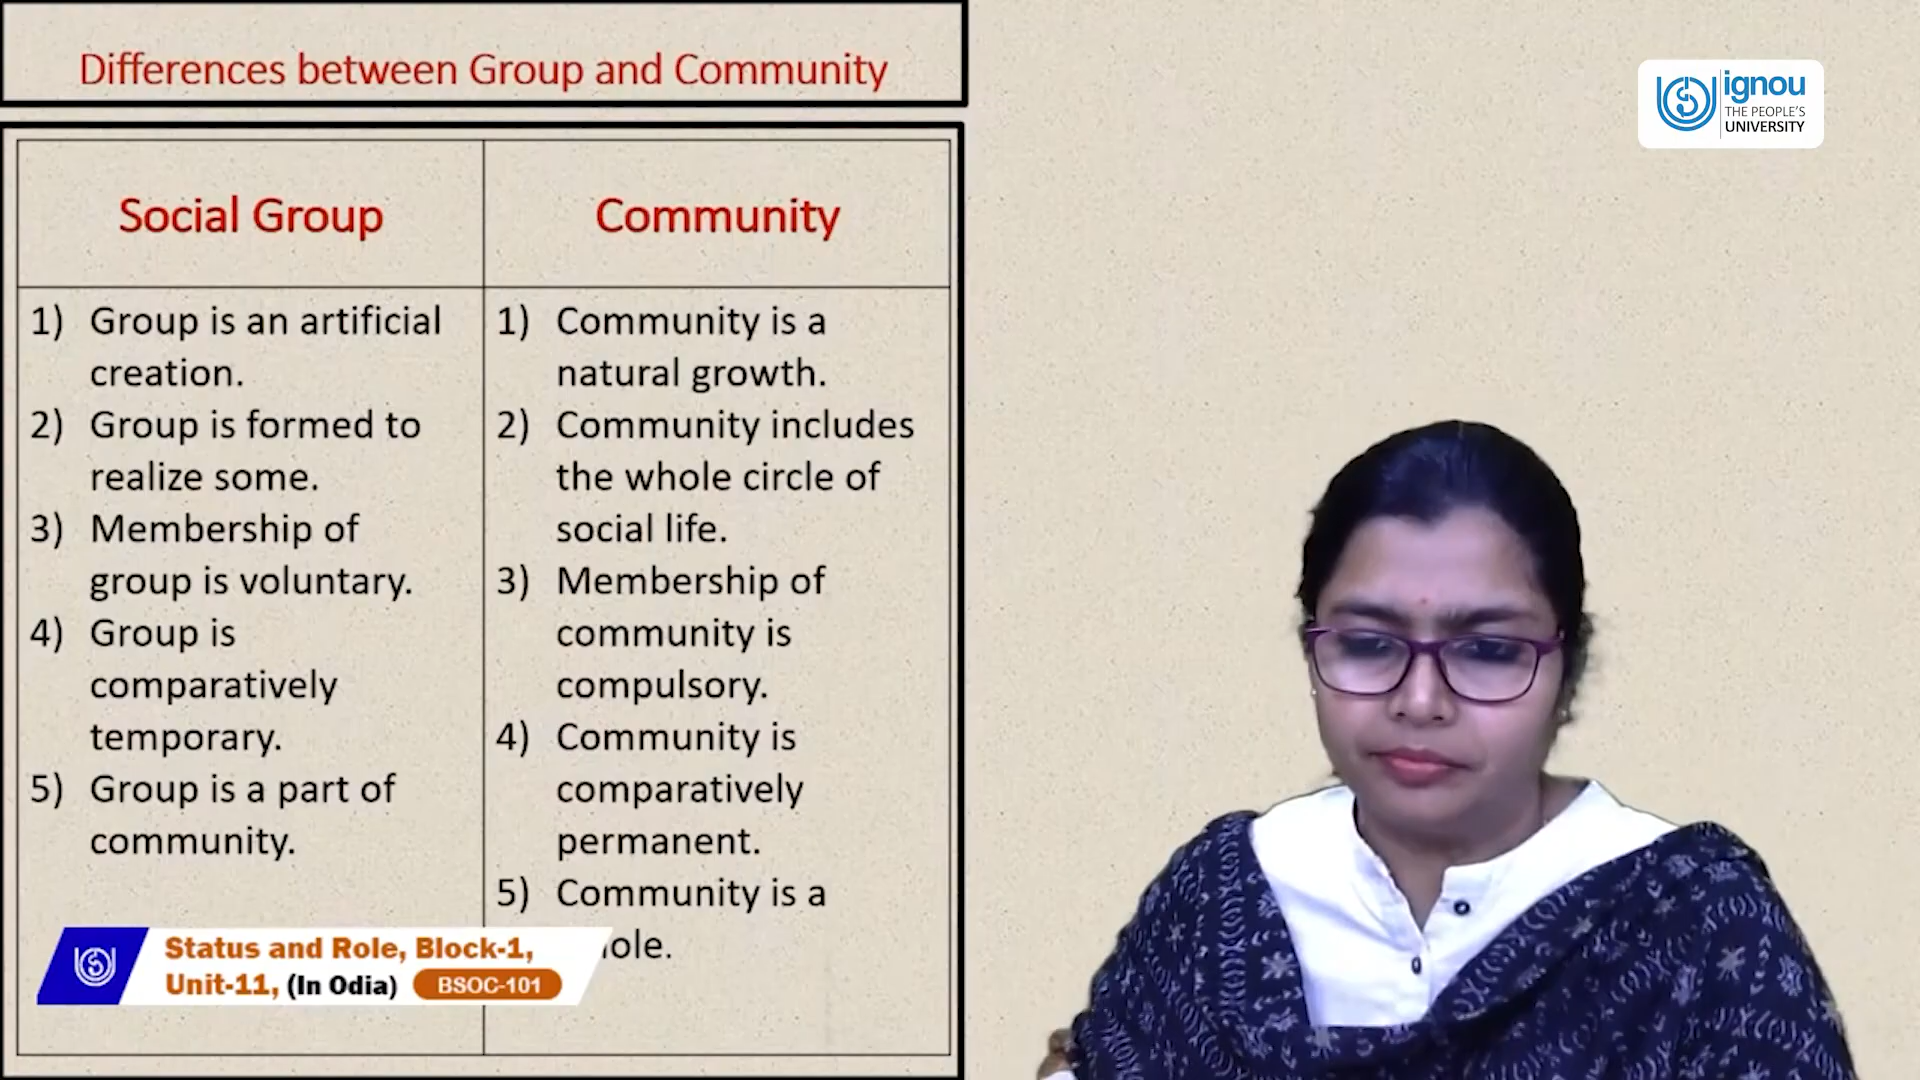 Differences between Group and Community
Social Group
1) Group is an artificial
creation.
2) Group is formed to
realize some.
3) Membership of
group is voluntary.
4) Group is
comparatively
temporary.
5) Group is a part of
community.
Community
1) Community is a
natural growth.
2) Community includes
the whole circle of
social life.
3) Membership of
community is
compulsory.
4) Community is
comparatively
permanent.
5) Community is a
Status and Role, Block-1,
Unit-11, (In Odia) BSOC-101
ignou
THE PEOPLE'S
UNIVERSITY